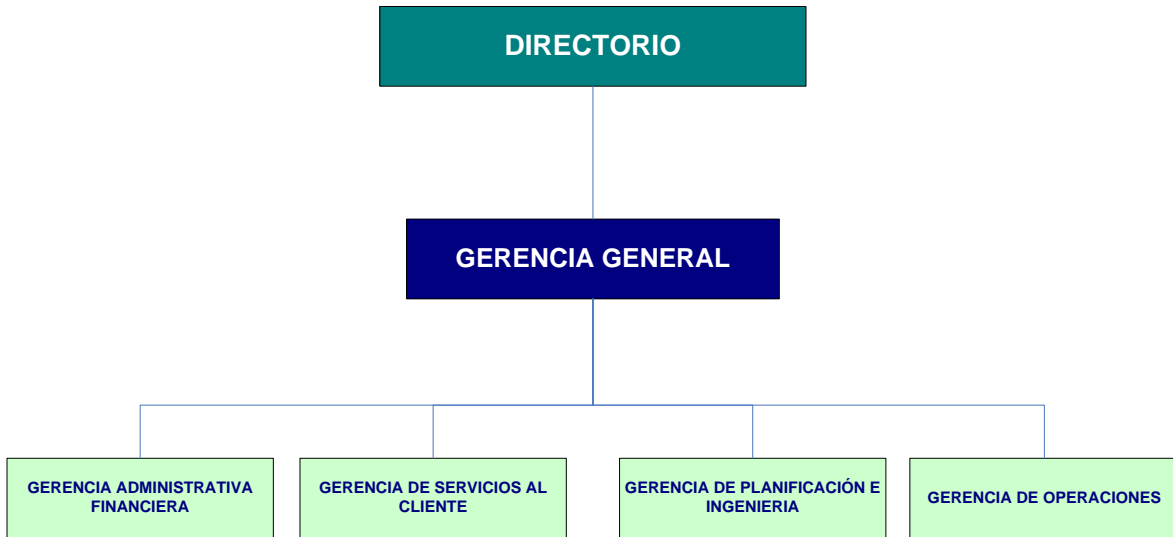 DIRECTORIO
GERENCIA GENERAL
GERENCIA ADMINISTRATIVA
FINANCIERA
GERENCIA DE SERVICIOS AL
CLIENTE
GERENCIA DE PLANIFICACIÓN E
INGENIERIA
GERENCIA DE OPERACIONES